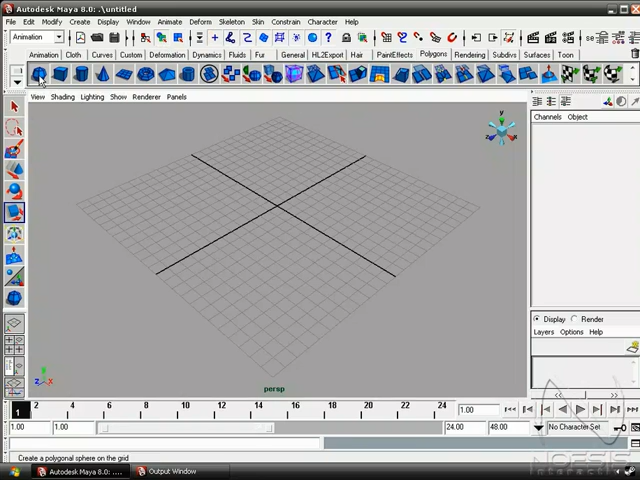 Autodesk Maya 8.0: .\untitled
File Edit Modify Create Display Window Animate Deform Skeleton Skin Constrain Character Help
Animation
Animation Cloth Curves Custom Deformation Dynamics Fluids Fur General HL2Export Hair PaintEffects Polygons Subdivs Surfaces Toon
View Shading Lighting Show Renderer Panels
Channels Object
y
z x
Display Render
Layers Options Help
Z X
persp
1 2 4 6 8 10 12 14 16 18 20 22 24 1.00
1.00 1.00 24.00 48.00 No Character Set
NOESIS
Interactive
Create a polygonal sphere on the grid
Autodesk Maya 8.0: .... Output Window